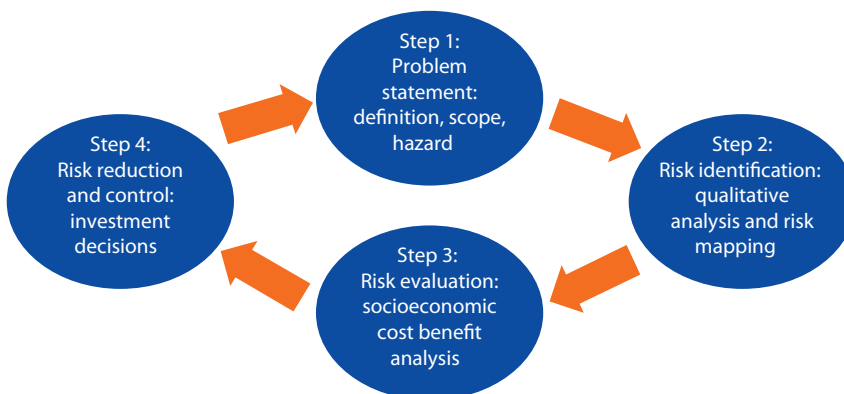 Step 1:
Problem
statement:
definition, scope,
hazard
Step 2:
Risk identification:
qualitative
analysis and risk
mapping
Step 3:
Risk evaluation:
socioeconomic
cost benefit
analysis
Step 4:
Risk reduction
and control:
investment
decisions